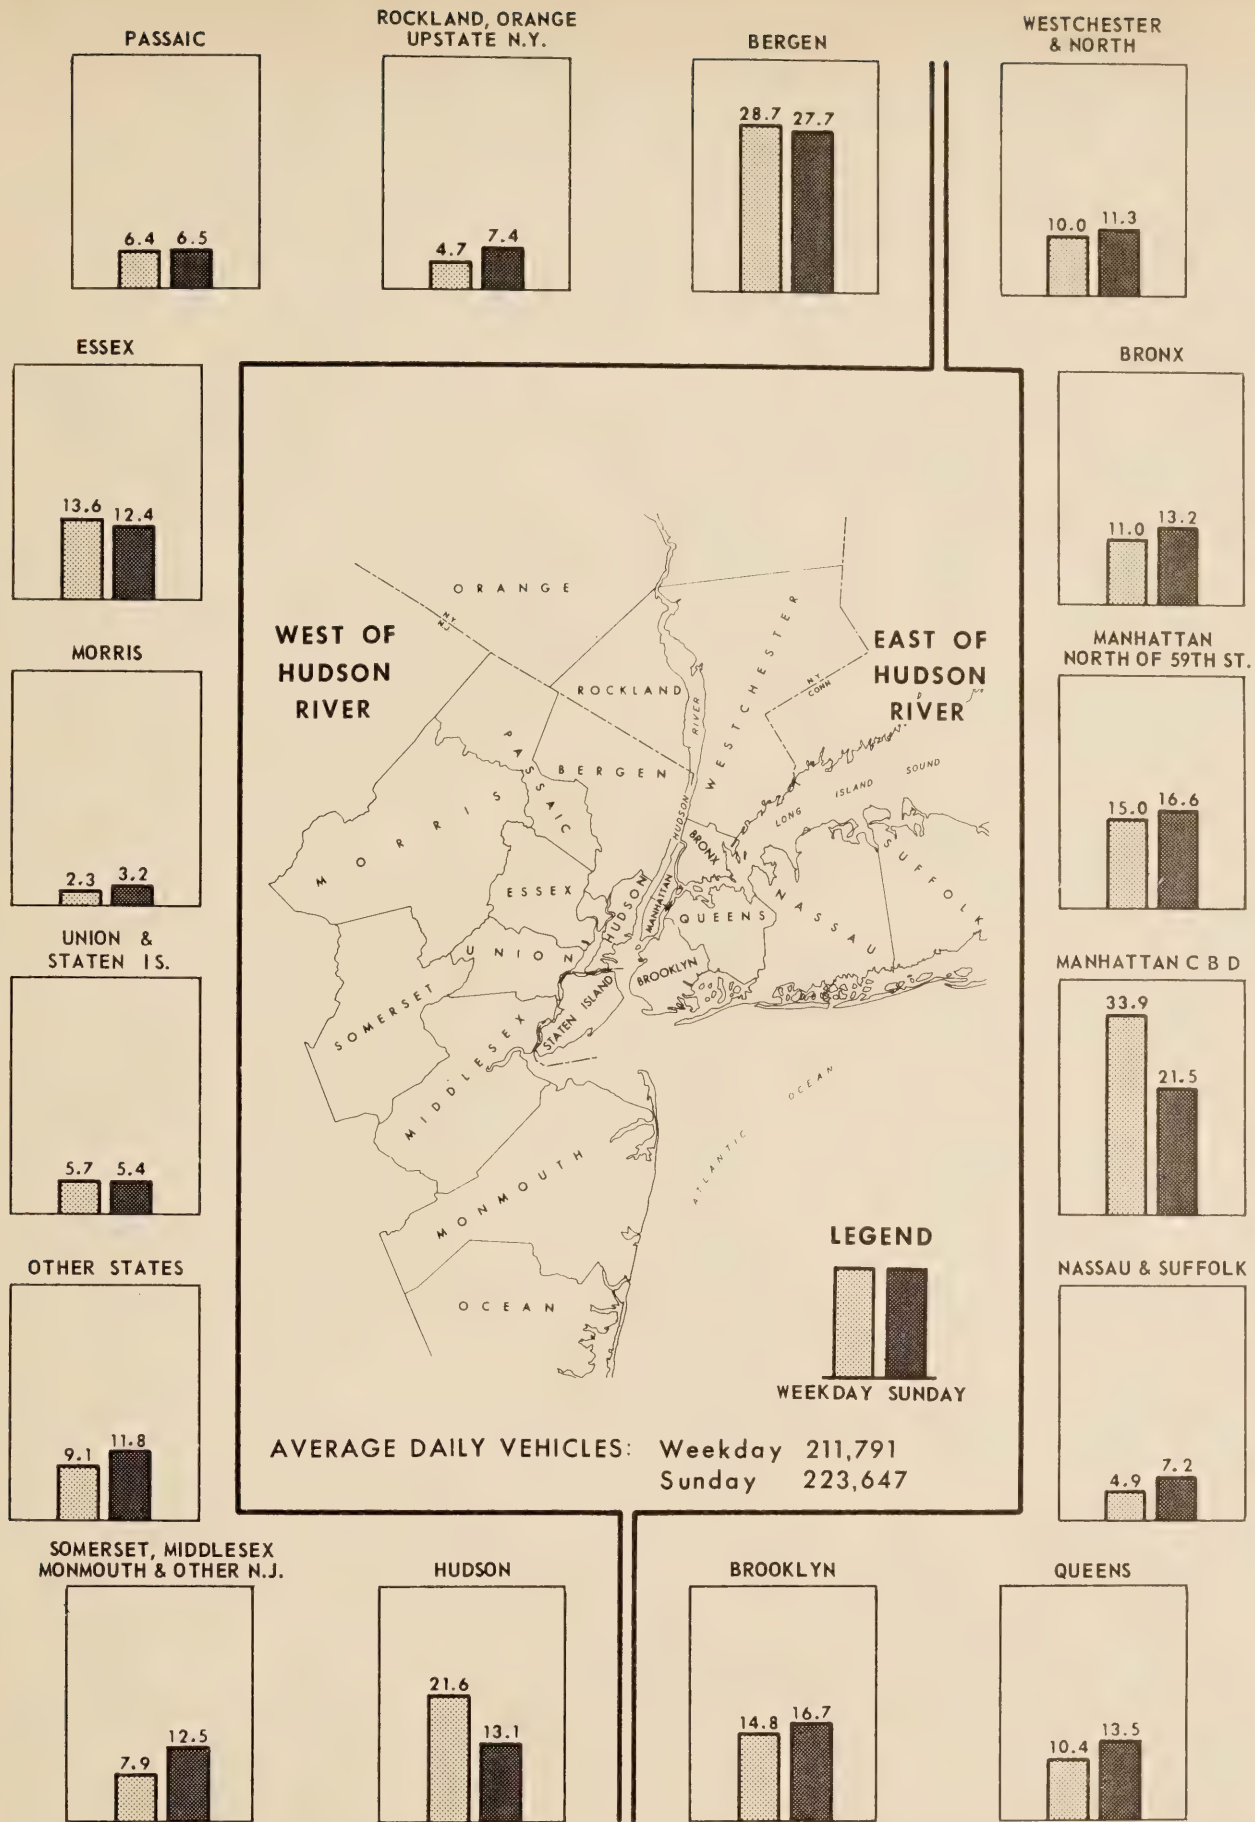 PASSAIC
6.4 6.5
ROCKLAND, ORANGE
UPSTATE N.Y.
4.7 7.4
BERGEN
28.7 27.7
WESTCHESTER
& NORTH
10.0 11.3
ESSEX
13.6 12.4
BRONX
11.0 13.2
MORRIS
2.3 3.2
MANHATTAN
NORTH OF 59TH ST.
15.0 16.6
UNION &
STATEN IS.
5.7 5.4
MANHATTAN C B D
33.9 21.5
OTHER STATES
9.1 11.8
NASSAU & SUFFOLK
4.9 7.2
SOMERSET, MIDDLESEX
MONMOUTH & OTHER N.J.
7.9 12.5
HUDSON
21.6 13.1
BROOKLYN
14.8 16.7
QUEENS
10.4 13.5
WEST OF
HUDSON
RIVER
EAST OF
HUDSON
RIVER
ORANGE
NY
NJ
ROCKLAND
WESTCHESTER
NY
CONN
HUDSON RIVER
PASSAIC
BERGEN
MORRIS
LONG ISLAND SOUND
BRONX
SUFFOLK
ESSEX
HUDSON
MANHATTAN
QUEENS
NASSAU
UNION
BROOKLYN
SOMERSET
STATEN ISLAND
MIDDLESEX
ATLANTIC OCEAN
MONMOUTH
OCEAN
LEGEND
WEEKDAY SUNDAY
AVERAGE DAILY VEHICLES: Weekday 211,791
Sunday 223,647